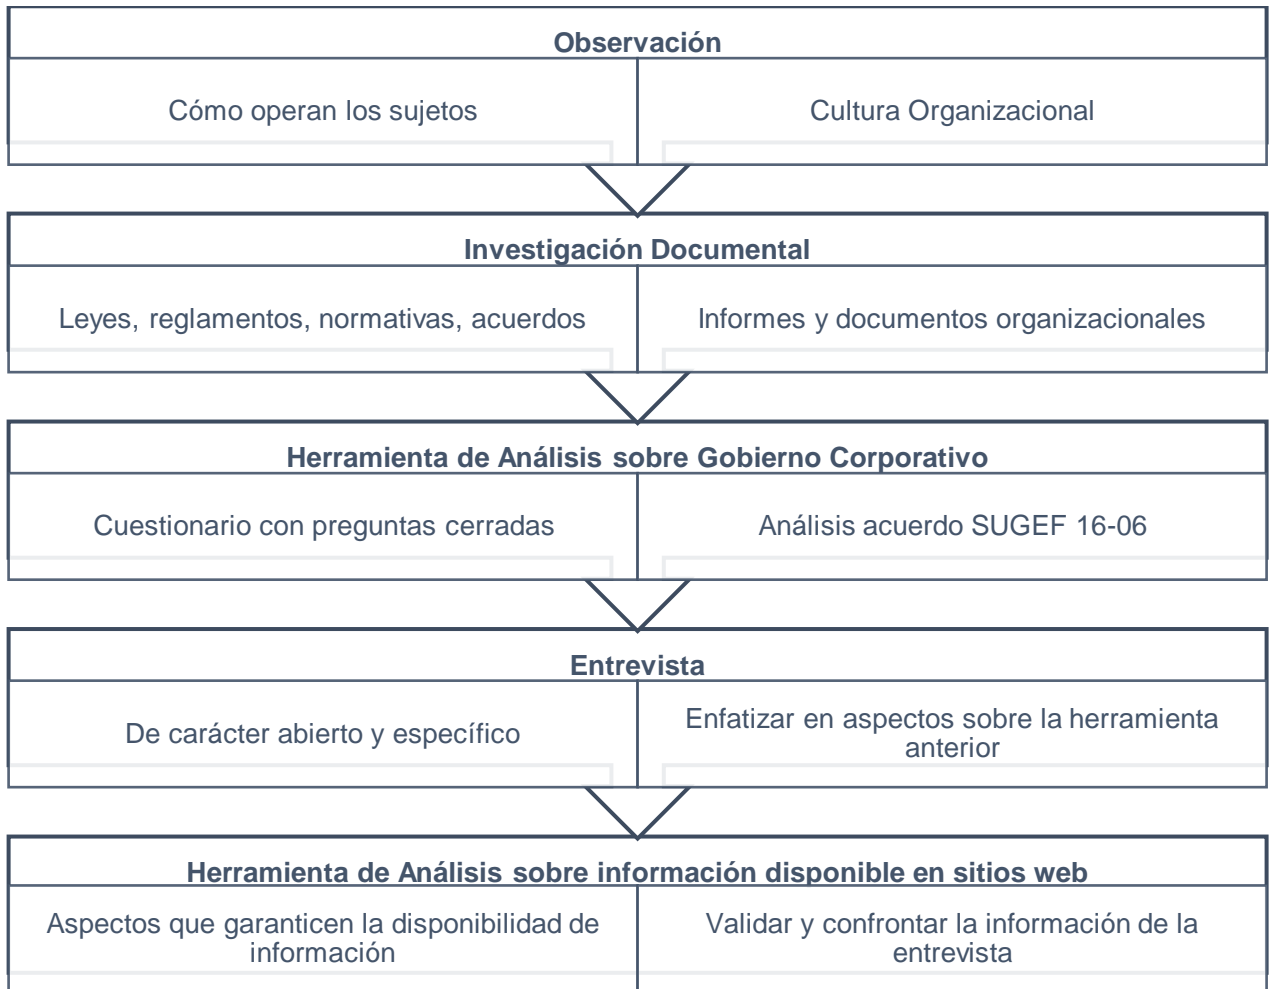 Observación
Cómo operan los sujetos
Cultura Organizacional
Investigación Documental
Leyes, reglamentos, normativas, acuerdos
Informes y documentos organizacionales
Herramienta de Análisis sobre Gobierno Corporativo
Cuestionario con preguntas cerradas
Análisis acuerdo SUGEF 16-06
Entrevista
De carácter abierto y específico
Enfatizar en aspectos sobre la herramienta
anterior
Herramienta de Análisis sobre información disponible en sitios web
Aspectos que garanticen la disponibilidad de
información
Validar y confrontar la información de la
entrevista